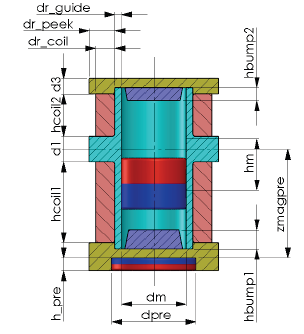 dr_guide
dr_peek
dr_coil
d3
hcoil2
d1
hcoil1
h_pre
hbump2
hm
zmagpre
hbump1
dm
dpre